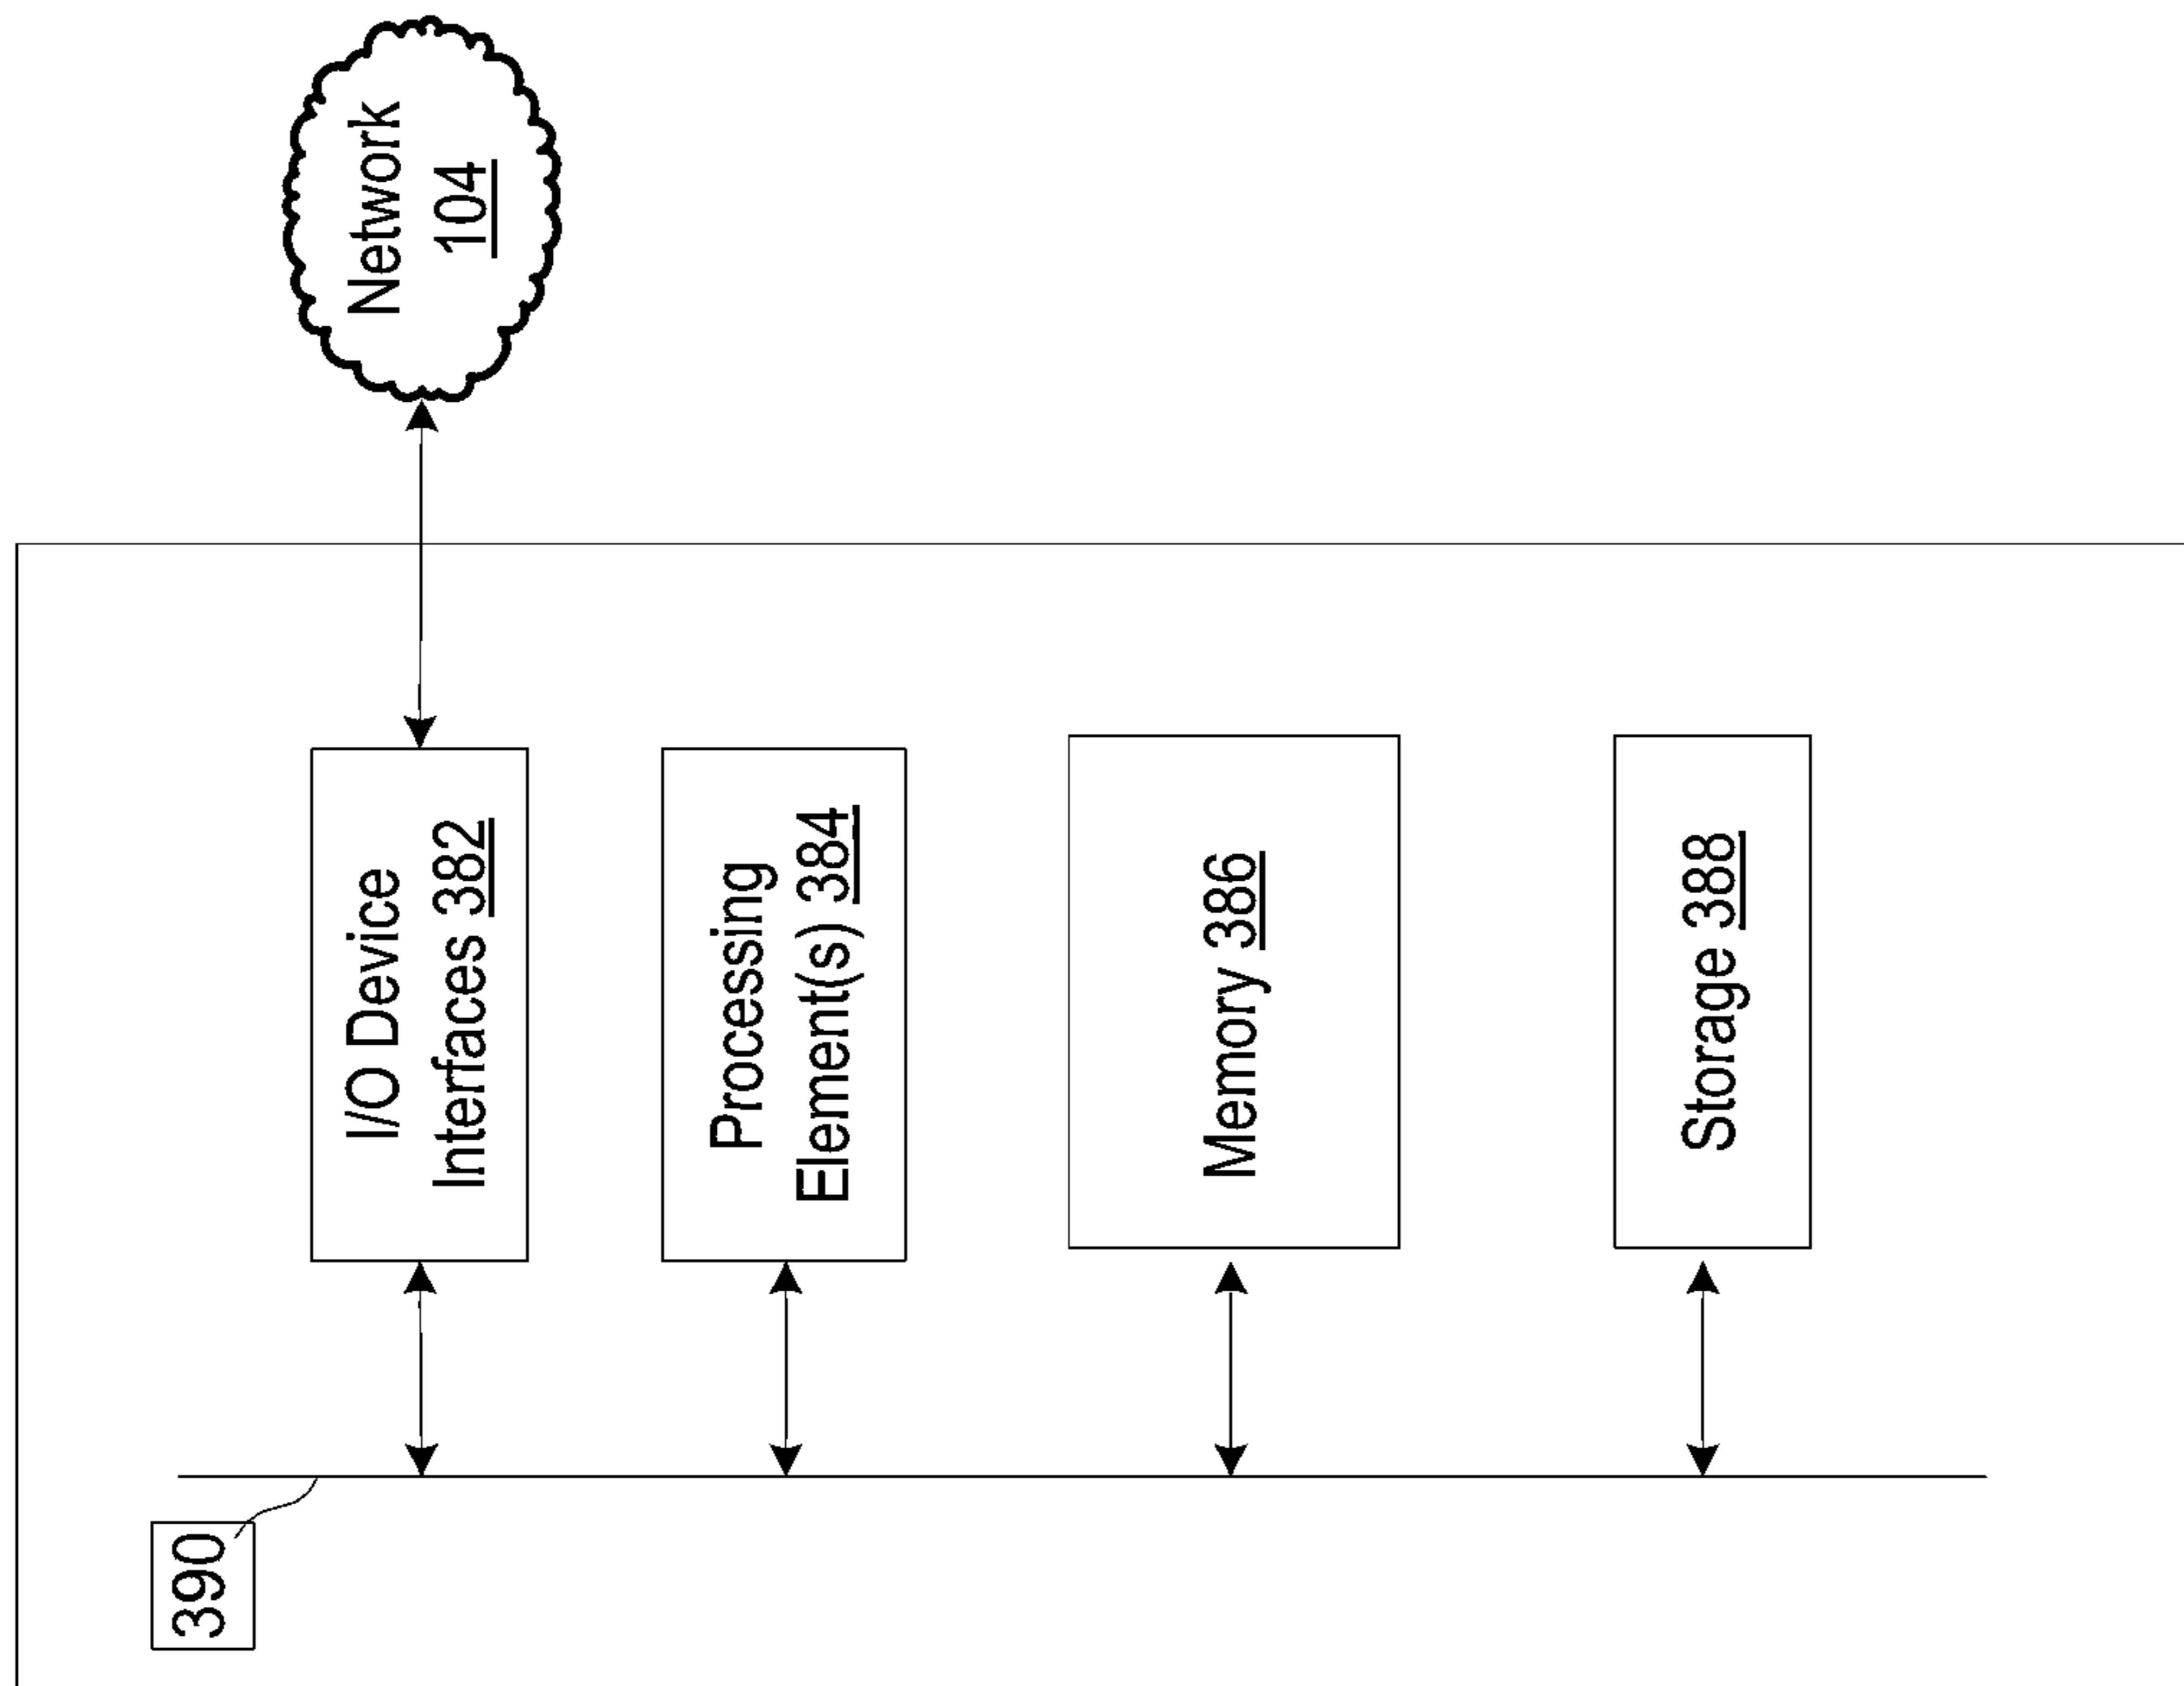 390
I/O Device
Interfaces 382
Network
104
Processing
Element(s) 384
Memory 386
Storage 388